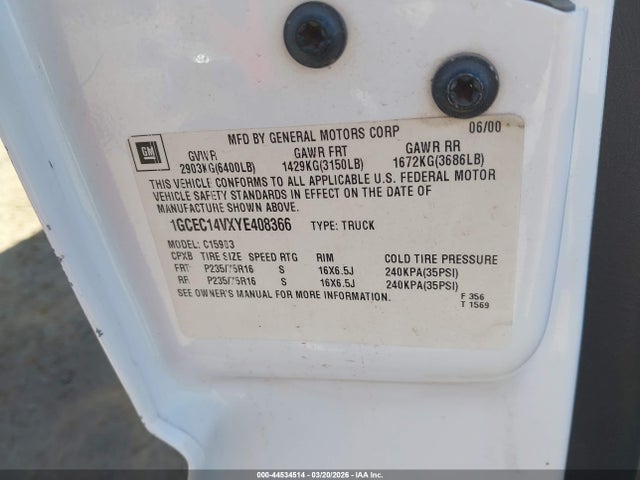 MFD BY GENERAL MOTORS CORP 06/00
GM
GVWR GAWR FRT GAWR RR
2903KG(6400LB) 1429KG(3150LB) 1672KG(3686LB)
THIS VEHICLE CONFORMS TO ALL APPLICABLE U.S. FEDERAL MOTOR
VEHICLE SAFETY STANDARDS IN EFFECT ON THE DATE OF
MANUFACTURE SHOWN ABOVE.
1GCEC14VXYE408366 TYPE: TRUCK
MODEL: C15903
CPXB TIRE SIZE SPEED RTG RIM COLD TIRE PRESSURE
FRT P235/75R16 S 16X6.5J 240KPA(35PSI)
RR P235/75R16 S 16X6.5J 240KPA(35PSI)
SEE OWNER'S MANUAL FOR MORE INFORMATION.
F 356
T 1569
000-44534514 | 03/20/2026 | IAA